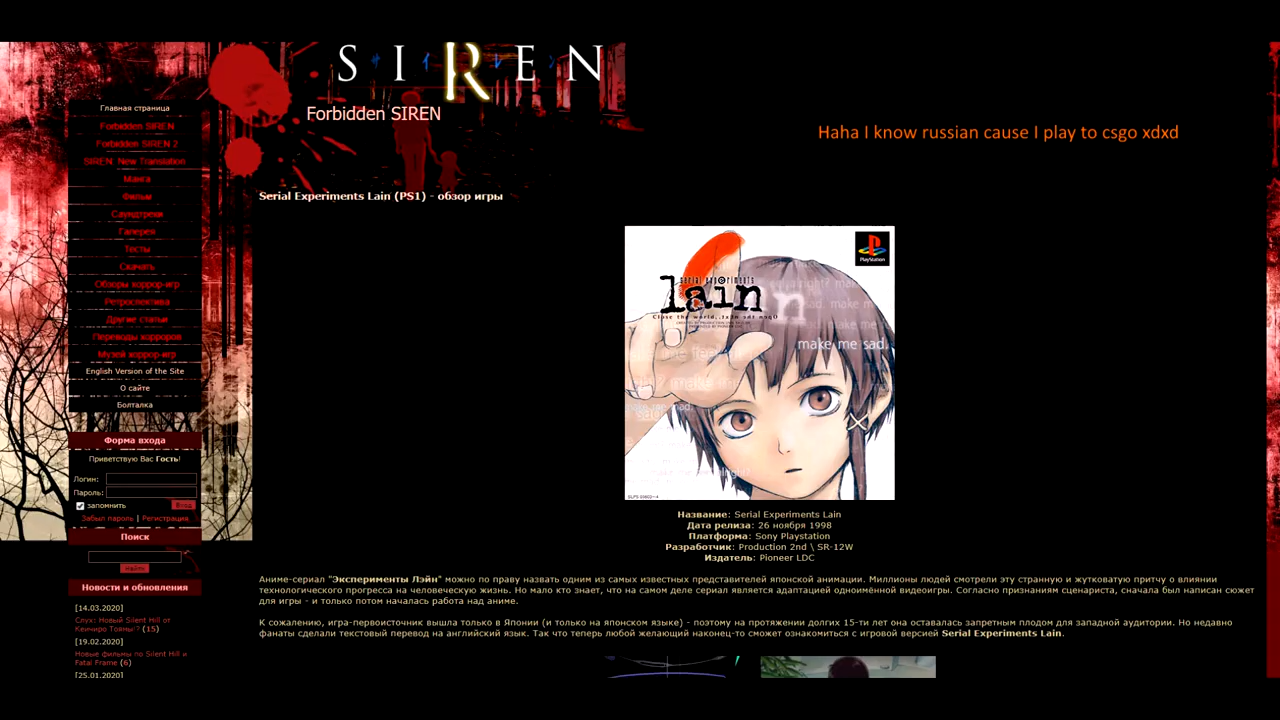 SIREN
Forbidden SIREN
Haha I know russian cause I play to csgo xdxd
Главная страница
Forbidden SIREN
Forbidden SIREN 2
SIREN: New Translation
Манга
Фильм
Саундтреки
Галерея
Тесты
Скачать
Обзоры хоррор-игр
Ретроспектива
Другие статьи
Переводы хорроров
Музей хоррор-игр
English Version of the Site
О сайте
Болталка
Форма входа
Приветствую Вас Гость!
Логин:
Пароль:
запомнить
Вход
Забыл пароль | Регистрация
Поиск
Найти
Новости и обновления
[14.03.2020]
Слух: Новый Silent Hill от
Кеичиро Тоямы!? (15)
[19.02.2020]
Новые фильмы по Silent Hill и
Fatal Frame (6)
[25.01.2020]
Serial Experiments Lain (PS1) - обзор игры
PlayStation
serial experiments
lain
make me sad.
make me sad.
Название: Serial Experiments Lain
Дата релиза: 26 ноября 1998
Платформа: Sony Playstation
Разработчик: Production 2nd \ SR-12W
Издатель: Pioneer LDC
Аниме-сериал "Эксперименты Лэйн" можно по праву назвать одним из самых известных представителей японской анимации. Миллионы людей смотрели эту странную и жутковатую притчу о влиянии
технологического прогресса на человеческую жизнь. Но мало кто знает, что на самом деле сериал является адаптацией одноимённой видеоигры. Согласно признаниям сценариста, сначала был написан сюжет
для игры - и только потом началась работа над аниме.
К сожалению, игра-первоисточник вышла только в Японии (и только на японском языке) - поэтому на протяжении долгих 15-ти лет она оставалась запретным плодом для западной аудитории. Но недавно
фанаты сделали текстовый перевод на английский язык. Так что теперь любой желающий наконец-то сможет ознакомиться с игровой версией Serial Experiments Lain.